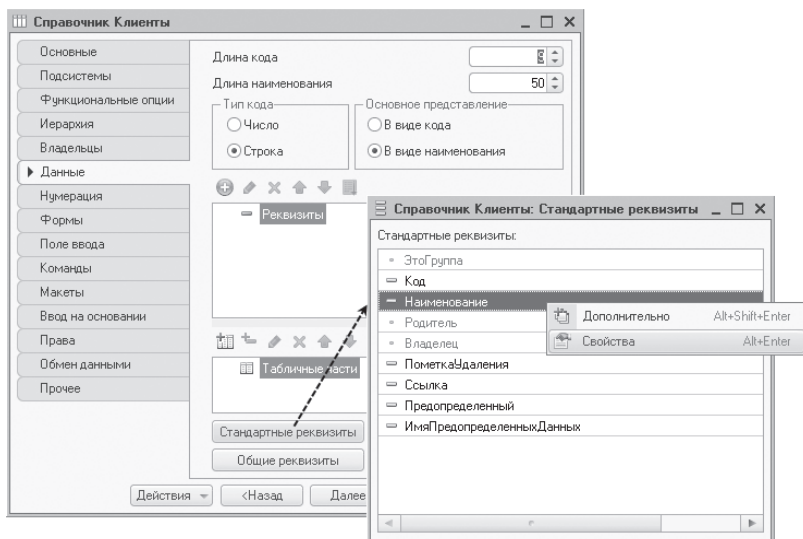 Справочник Клиенты
Основные
Подсистемы
Функциональные опции
Иерархия
Владельцы
Данные
Нумерация
Формы
Поле ввода
Команды
Макеты
Ввод на основании
Права
Обмен данными
Прочее
Длина кода
Длина наименования 50
Тип кода
Число
Строка
Основное представление
В виде кода
В виде наименования
Реквизиты
Табличные части
Стандартные реквизиты
Общие реквизиты
Действия <Назад Далее
Справочник Клиенты: Стандартные реквизиты
Стандартные реквизиты:
ЭтоГруппа
Код
Наименование
Родитель
Владелец
ПометкаУдаления
Ссылка
Предопределенный
ИмяПредопределенныхДанных
Дополнительно Alt+Shift+Enter
Свойства Alt+Enter